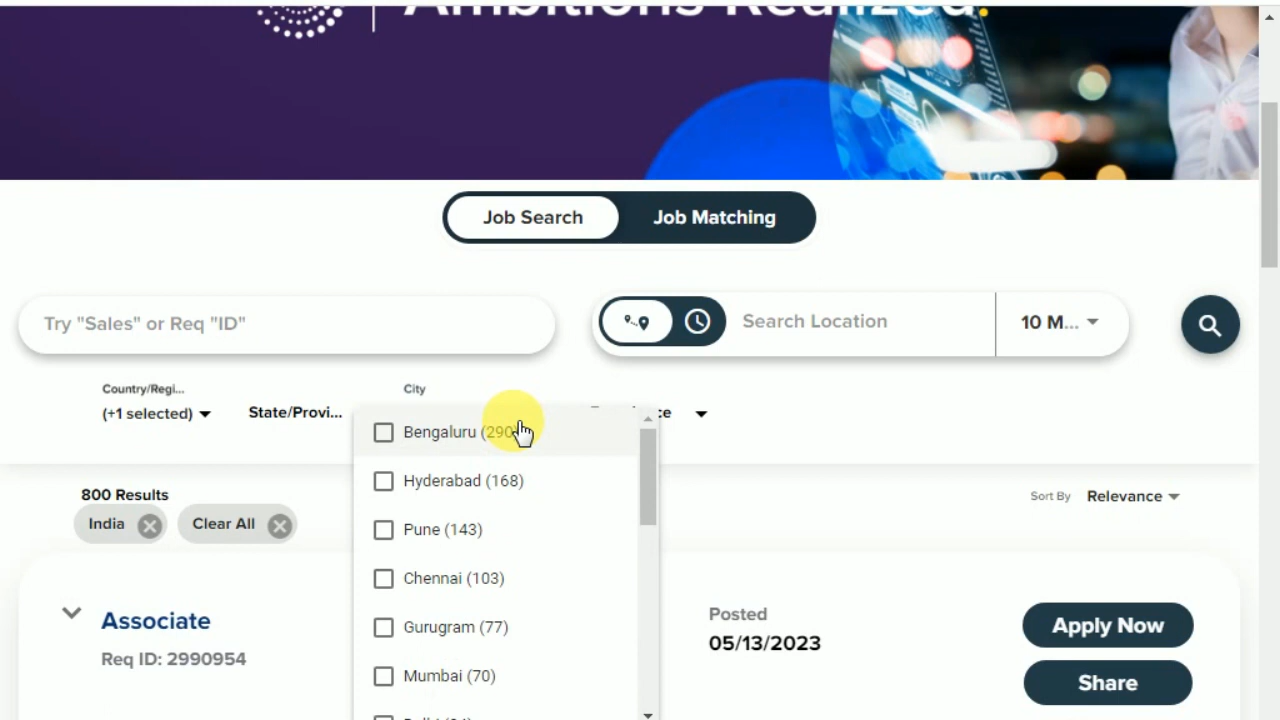 Ambitions Realized.
Job Search
Job Matching
Try "Sales" or Req "ID"
Search Location
10 M...
Country/Regi...
(+1 selected)
State/Provi...
City
Bengaluru (290
Hyderabad (168)
Pune (143)
Chennai (103)
Gurugram (77)
Mumbai (70)
800 Results
India
Clear All
Sort By
Relevance
Associate
Req ID: 2990954
Posted
05/13/2023
Apply Now
Share